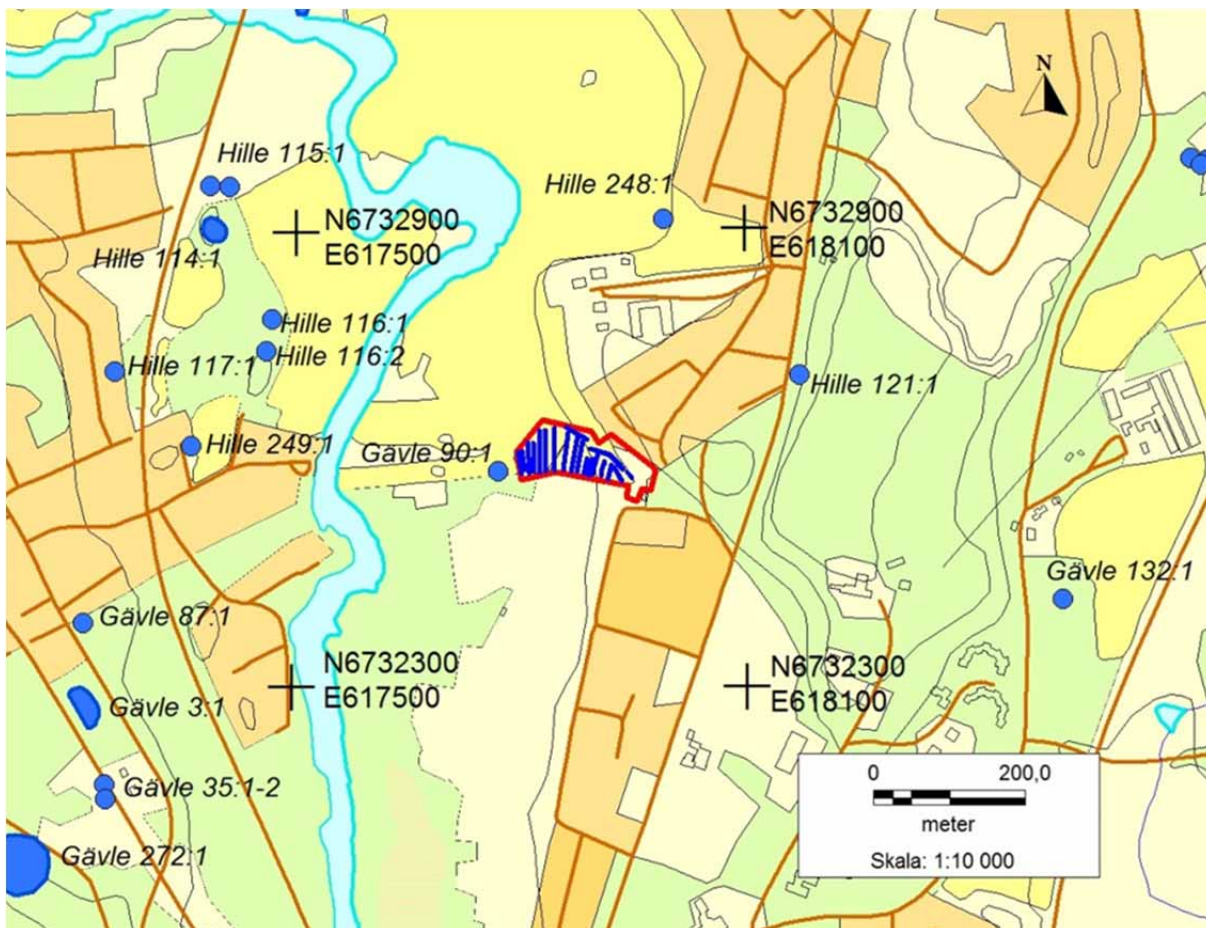 N
Hille 115:1
Hille 248:1
N6732900
E617500
N6732900
E618100
Hille 114:1
Hille 116:1
Hille 116:2
Hille 117:1
Hille 121:1
Hille 249:1
Gävle 90:1
Gävle 132:1
Gävle 87:1
N6732300
E617500
N6732300
E618100
Gävle 3:1
Gävle 35:1-2
Gävle 272:1
0 200,0
meter
Skala: 1:10 000